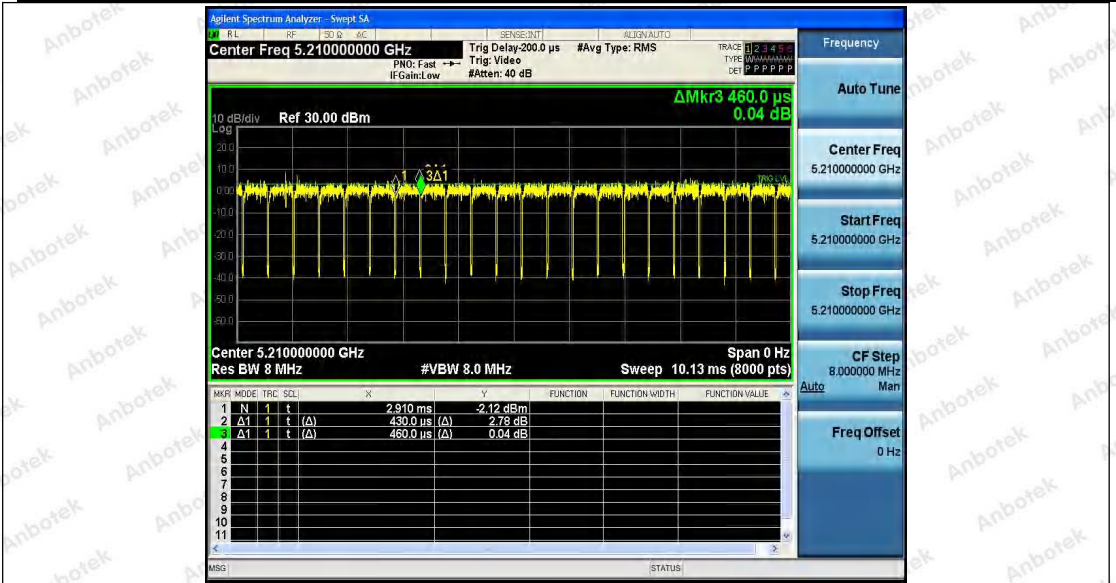 Agilent Spectrum Analyzer - Swept SA
RL RF 50 Ω AC SENSE:INT ALIGN AUTO
Center Freq 5.210000000 GHz
PNO: Fast
IFGain:Low
Trig Delay-200.0 µs
Trig: Video
#Atten: 40 dB
#Avg Type: RMS
TRACE 1 2 3 4 5 6
TYPE
DET P P P P P P
ΔMkr3 460.0 µs
0.04 dB
10 dB/div Ref 30.00 dBm
Log
20.0
10.0
0.00
-10.0
-20.0
-30.0
-40.0
-50.0
-60.0
1
3Δ1
TRIG LVL
Center 5.210000000 GHz Span 0 Hz
Res BW 8 MHz #VBW 8.0 MHz Sweep 10.13 ms (8000 pts)
MKR MODE TRC SCL X Y FUNCTION FUNCTION WIDTH FUNCTION VALUE
1 N 1 t 2.910 ms -2.12 dBm
2 Δ1 1 t (Δ) 430.0 µs (Δ) 2.78 dB
3 Δ1 1 t (Δ) 460.0 µs (Δ) 0.04 dB
4
5
6
7
8
9
10
11
MSG STATUS
Frequency
Auto Tune
Center Freq
5.210000000 GHz
Start Freq
5.210000000 GHz
Stop Freq
5.210000000 GHz
CF Step
8.000000 MHz
Auto Man
Freq Offset
0 Hz
Anbotek